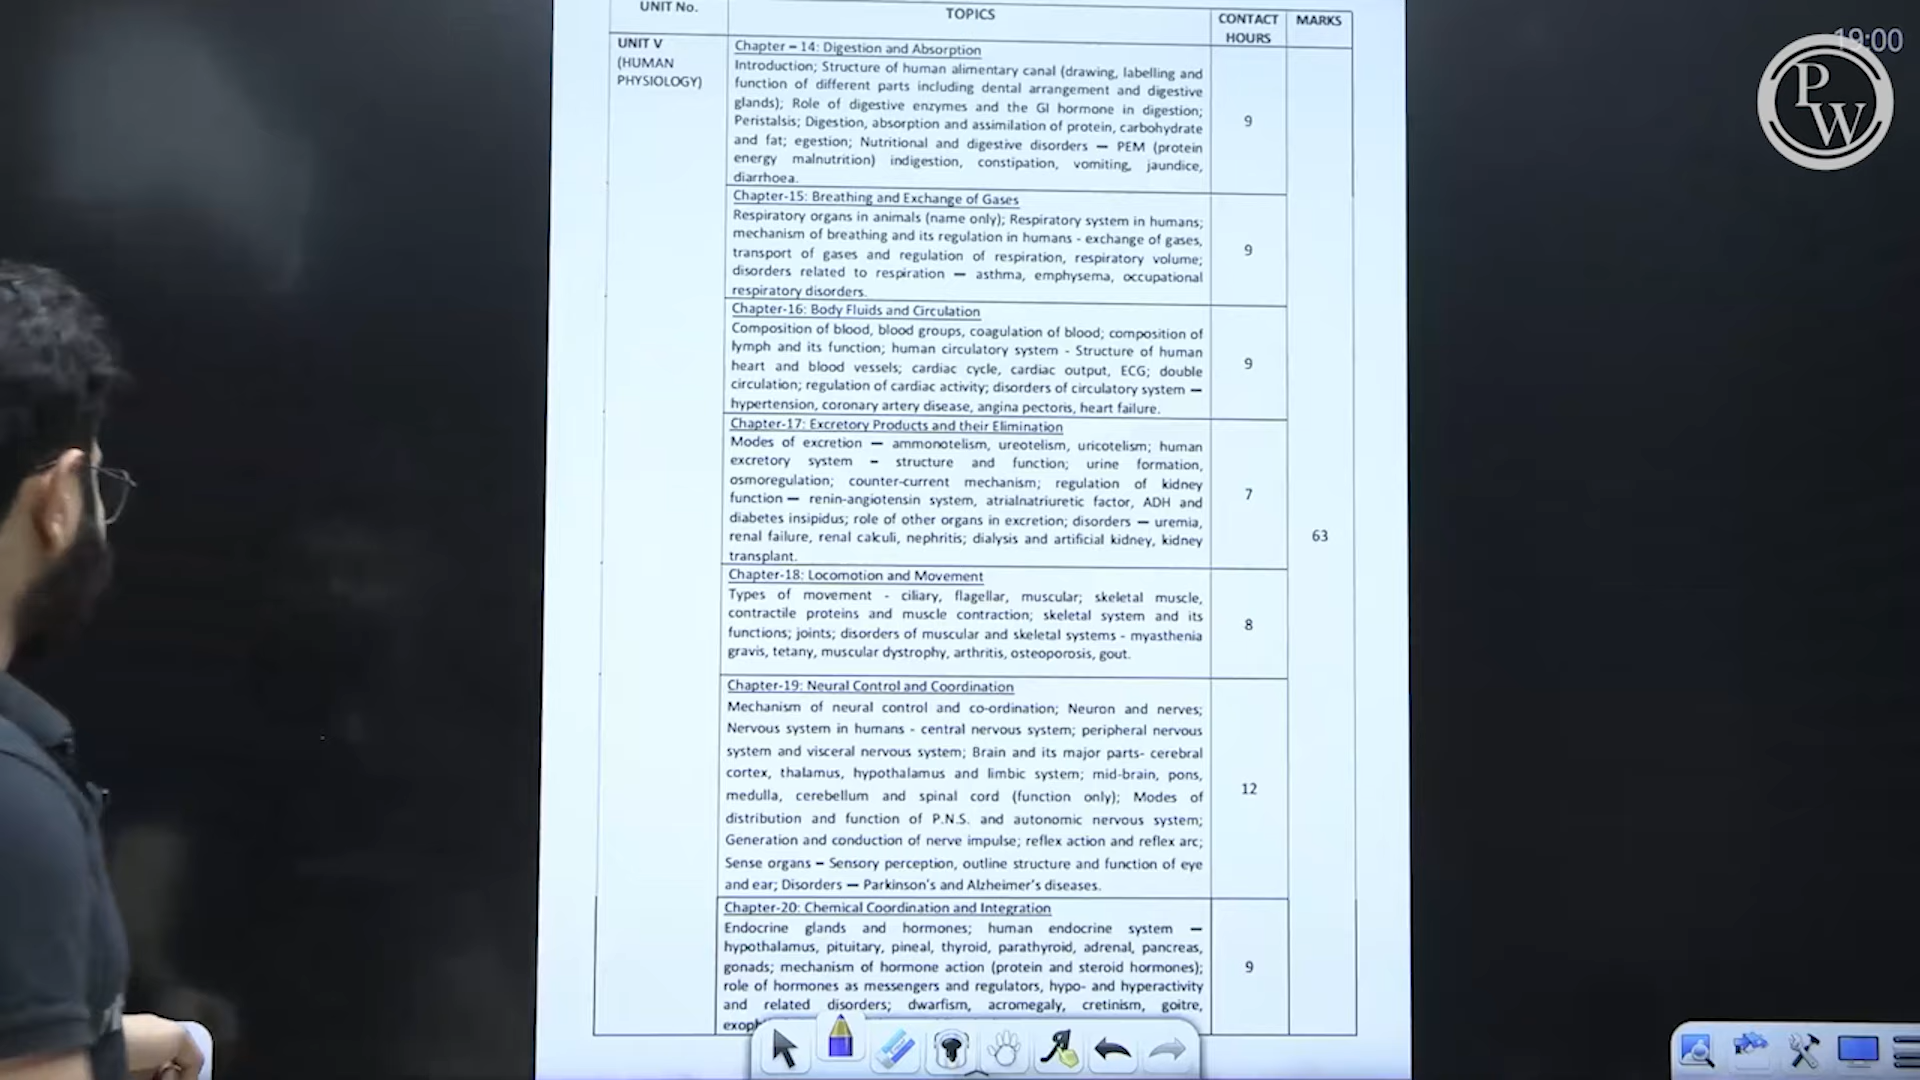 UNIT No.
TOPICS
CONTACT
HOURS
MARKS
19:00
P
W
UNIT V
(HUMAN
PHYSIOLOGY)
Chapter – 14: Digestion and Absorption
Introduction; Structure of human alimentary canal (drawing, labelling and
function of different parts including dental arrangement and digestive
glands); Role of digestive enzymes and the GI hormone in digestion;
Peristalsis; Digestion, absorption and assimilation of protein, carbohydrate
and fat; egestion; Nutritional and digestive disorders — PEM (protein
energy malnutrition) indigestion, constipation, vomiting, jaundice,
diarrhoea.
9
Chapter-15: Breathing and Exchange of Gases
Respiratory organs in animals (name only); Respiratory system in humans;
mechanism of breathing and its regulation in humans - exchange of gases,
transport of gases and regulation of respiration, respiratory volume;
disorders related to respiration — asthma, emphysema, occupational
respiratory disorders.
9
Chapter-16: Body Fluids and Circulation
Composition of blood, blood groups, coagulation of blood; composition of
lymph and its function; human circulatory system - Structure of human
heart and blood vessels; cardiac cycle, cardiac output, ECG; double
circulation; regulation of cardiac activity; disorders of circulatory system —
hypertension, coronary artery disease, angina pectoris, heart failure.
9
Chapter-17: Excretory Products and their Elimination
Modes of excretion — ammonotelism, ureotelism, uricotelism; human
excretory system – structure and function; urine formation,
osmoregulation; counter-current mechanism; regulation of kidney
function — renin-angiotensin system, atrialnatriuretic factor, ADH and
diabetes insipidus; role of other organs in excretion; disorders — uremia,
renal failure, renal calculi, nephritis; dialysis and artificial kidney, kidney
transplant.
7
63
Chapter-18: Locomotion and Movement
Types of movement - ciliary, flagellar, muscular; skeletal muscle,
contractile proteins and muscle contraction; skeletal system and its
functions; joints; disorders of muscular and skeletal systems - myasthenia
gravis, tetany, muscular dystrophy, arthritis, osteoporosis, gout.
8
Chapter-19: Neural Control and Coordination
Mechanism of neural control and co-ordination; Neuron and nerves;
Nervous system in humans - central nervous system; peripheral nervous
system and visceral nervous system; Brain and its major parts- cerebral
cortex, thalamus, hypothalamus and limbic system; mid-brain, pons,
medulla, cerebellum and spinal cord (function only); Modes of
distribution and function of P.N.S. and autonomic nervous system;
Generation and conduction of nerve impulse; reflex action and reflex arc;
Sense organs – Sensory perception, outline structure and function of eye
and ear; Disorders — Parkinson's and Alzheimer's diseases.
12
Chapter-20: Chemical Coordination and Integration
Endocrine glands and hormones; human endocrine system —
hypothalamus, pituitary, pineal, thyroid, parathyroid, adrenal, pancreas,
gonads; mechanism of hormone action (protein and steroid hormones);
role of hormones as messengers and regulators, hypo- and hyperactivity
and related disorders; dwarfism, acromegaly, cretinism, goitre,
9